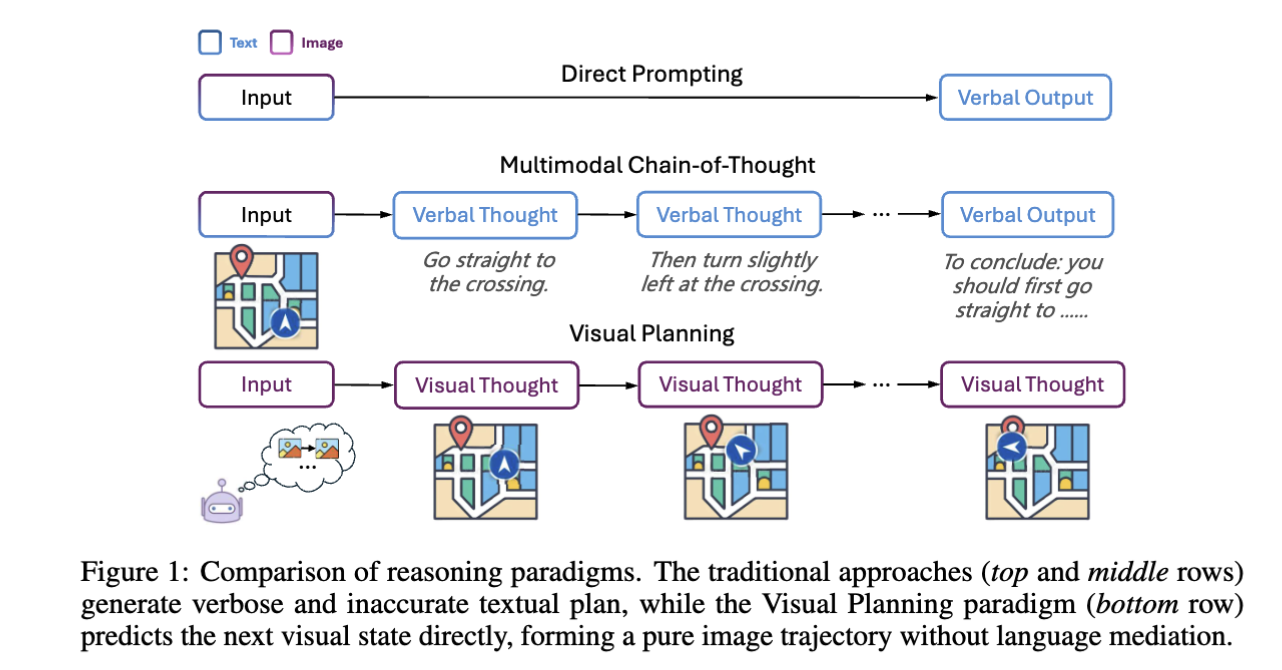 Text Image
Direct Prompting
Input Verbal Output
Multimodal Chain-of-Thought
Input Verbal Thought Verbal Thought ... Verbal Output
Go straight to
the crossing.
Then turn slightly
left at the crossing.
To conclude: you
should first go
straight to ......
Visual Planning
Input Visual Thought Visual Thought ... Visual Thought
...
Figure 1: Comparison of reasoning paradigms. The traditional approaches (top and middle rows)
generate verbose and inaccurate textual plan, while the Visual Planning paradigm (bottom row)
predicts the next visual state directly, forming a pure image trajectory without language mediation.